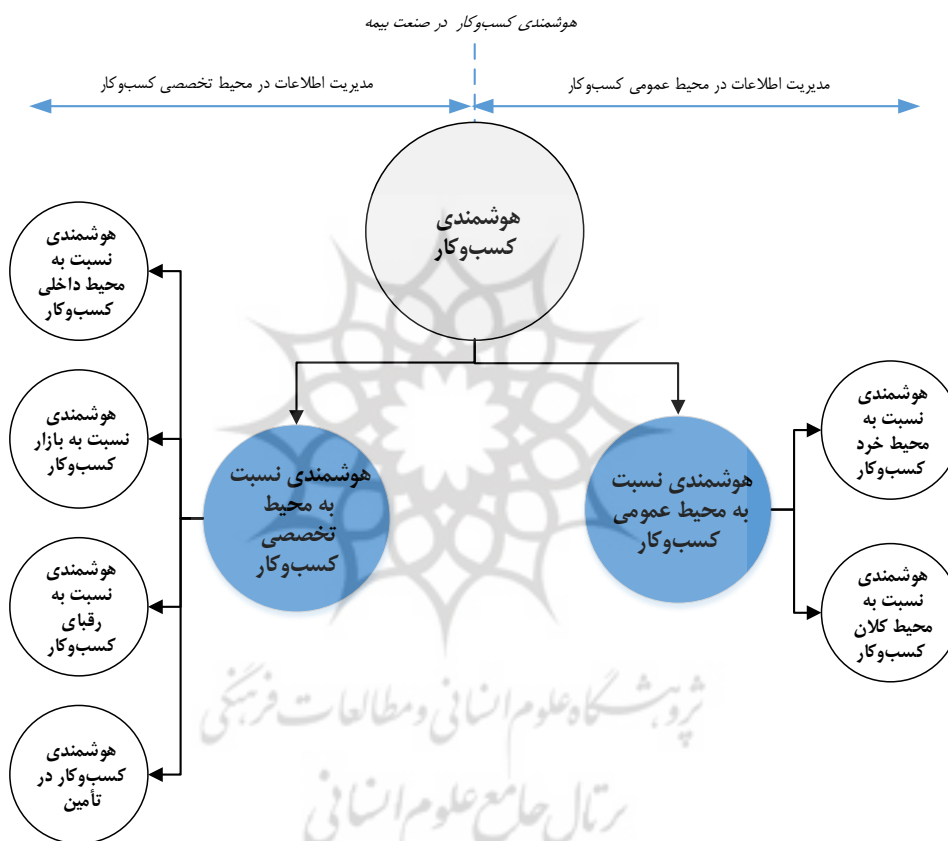 هوشمندی کسب‌وکار در صنعت بیمه
مدیریت اطلاعات در محیط عمومی کسب‌وکار
مدیریت اطلاعات در محیط تخصصی کسب‌وکار
هوشمندی
کسب‌وکار
هوشمندی نسبت
به محیط عمومی
کسب‌وکار
هوشمندی
نسبت به
محیط خرد
کسب‌وکار
هوشمندی
نسبت به
محیط کلان
کسب‌وکار
هوشمندی نسبت
به محیط
تخصصی
کسب‌وکار
هوشمندی
نسبت به
محیط داخلی
کسب‌وکار
هوشمندی
نسبت به بازار
کسب‌وکار
هوشمندی
نسبت به
رقبای
کسب‌وکار
هوشمندی
کسب‌وکار در
تأمین
پژوهشگاه علوم انسانی و مطالعات فرهنگی
پرتال جامع علوم انسانی